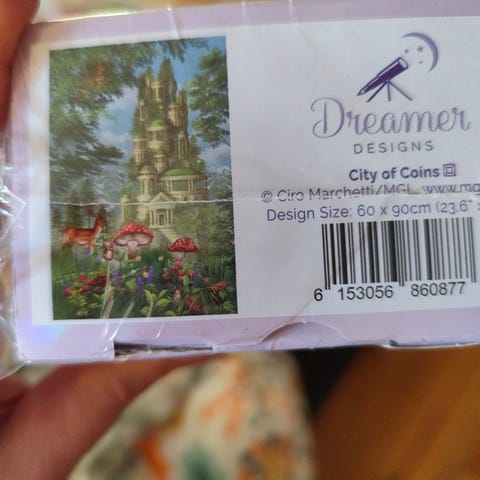 Dreamer
DESIGNS
City of Coins
© Ciro Marchetti/MGL, www.mg
Design Size: 60 x 90cm (23.6" x
6 153056 860877